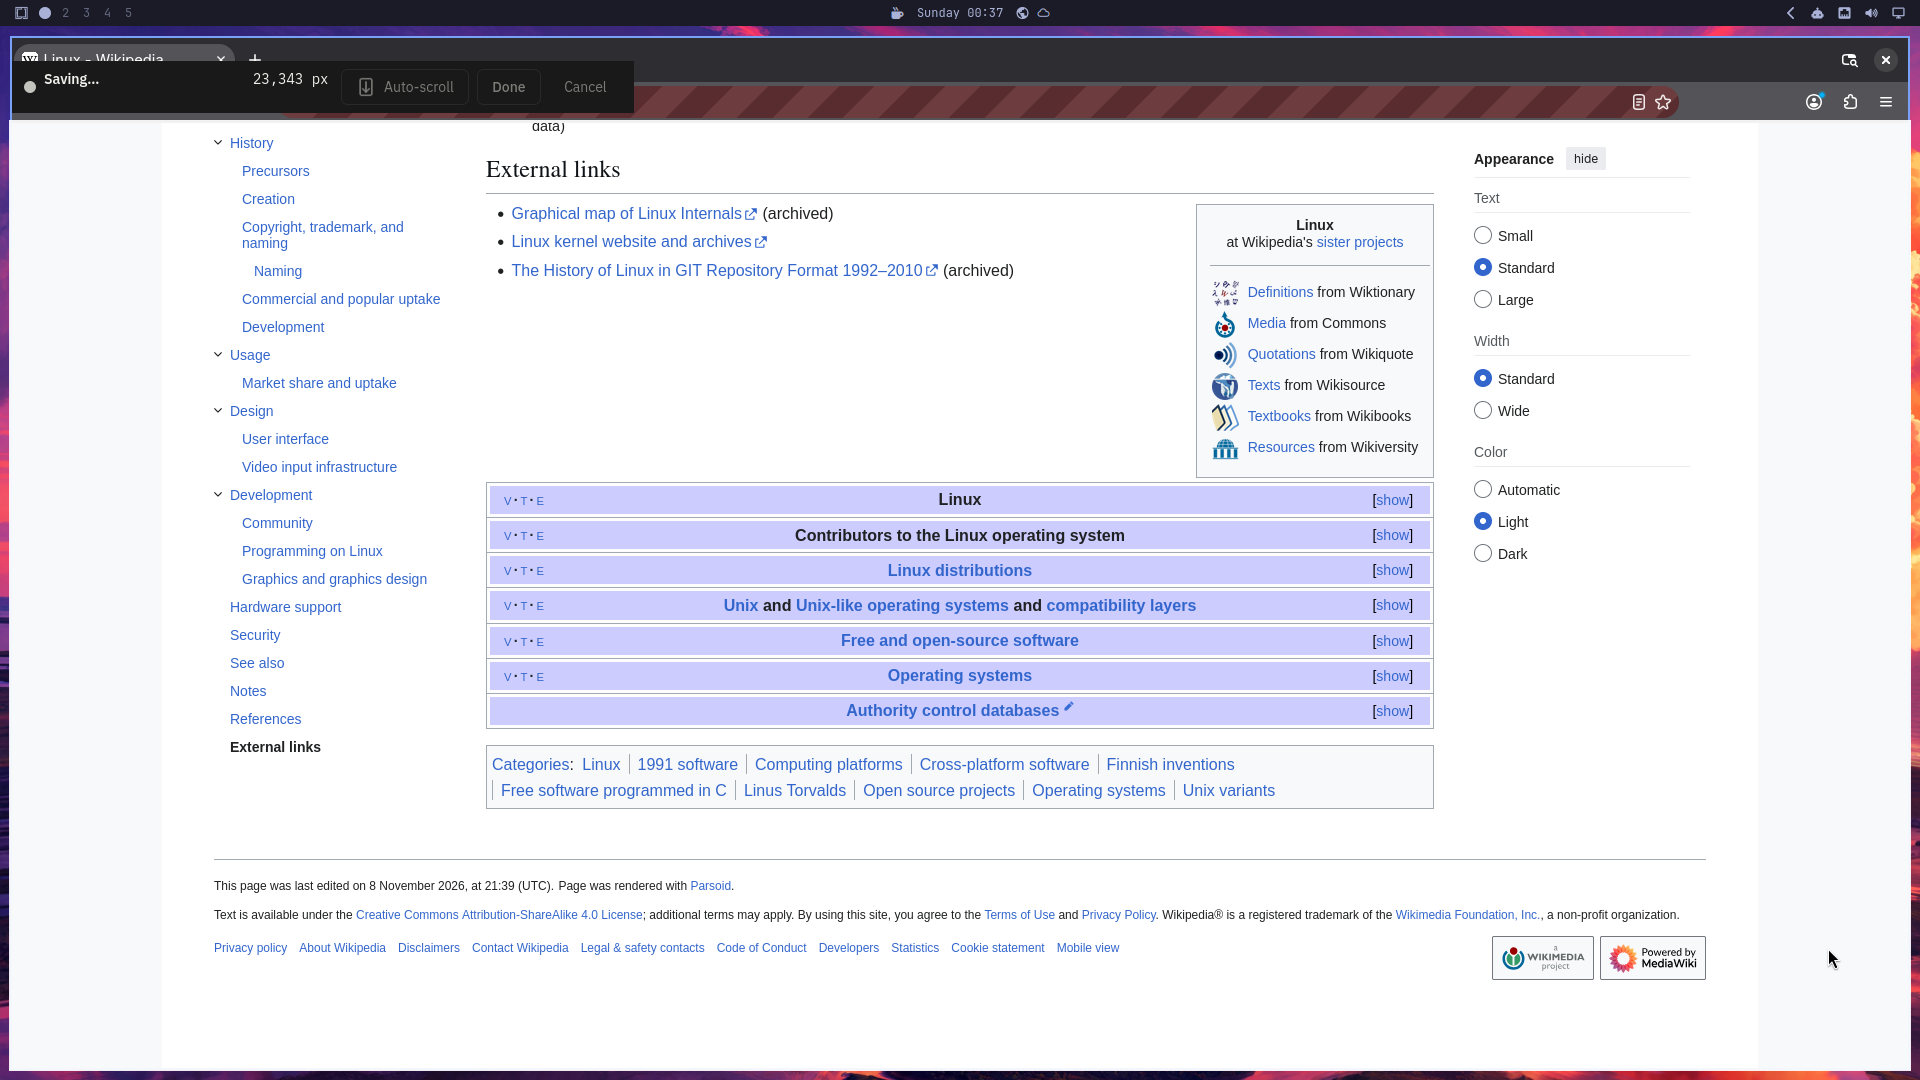 2 3 4 5
Sunday 00:37
Linux - Wikipedia
Saving...
23,343 px
Auto-scroll
Done
Cancel
data)
History
Precursors
Creation
Copyright, trademark, and
naming
Naming
Commercial and popular uptake
Development
Usage
Market share and uptake
Design
User interface
Video input infrastructure
Development
Community
Programming on Linux
Graphics and graphics design
Hardware support
Security
See also
Notes
References
External links
External links
• Graphical map of Linux Internals (archived)
• Linux kernel website and archives
• The History of Linux in GIT Repository Format 1992–2010 (archived)
Linux
at Wikipedia's sister projects
Definitions from Wiktionary
Media from Commons
Quotations from Wikiquote
Texts from Wikisource
Textbooks from Wikibooks
Resources from Wikiversity
V·T·E Linux [show]
V·T·E Contributors to the Linux operating system [show]
V·T·E Linux distributions [show]
V·T·E Unix and Unix-like operating systems and compatibility layers [show]
V·T·E Free and open-source software [show]
V·T·E Operating systems [show]
Authority control databases [show]
Categories: Linux | 1991 software | Computing platforms | Cross-platform software | Finnish inventions
| Free software programmed in C | Linus Torvalds | Open source projects | Operating systems | Unix variants
Appearance hide
Text
Small
Standard
Large
Width
Standard
Wide
Color
Automatic
Light
Dark
This page was last edited on 8 November 2026, at 21:39 (UTC). Page was rendered with Parsoid.
Text is available under the Creative Commons Attribution-ShareAlike 4.0 License; additional terms may apply. By using this site, you agree to the Terms of Use and Privacy Policy. Wikipedia® is a registered trademark of the Wikimedia Foundation, Inc., a non-profit organization.
Privacy policy About Wikipedia Disclaimers Contact Wikipedia Legal & safety contacts Code of Conduct Developers Statistics Cookie statement Mobile view
a
WIKIMEDIA
project
Powered by
MediaWiki